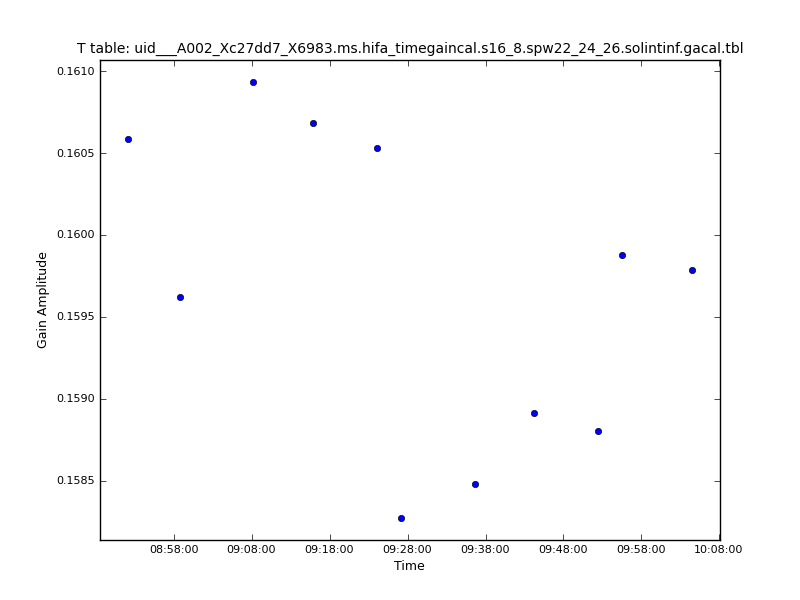 T table: uid___A002_Xc27dd7_X6983.ms.hifa_timegaincal.s16_8.spw22_24_26.solintinf.gacal.tbl
0.1610
0.1605
0.1600
0.1595
0.1590
0.1585
Gain Amplitude
08:58:00 09:08:00 09:18:00 09:28:00 09:38:00 09:48:00 09:58:00 10:08:00
Time